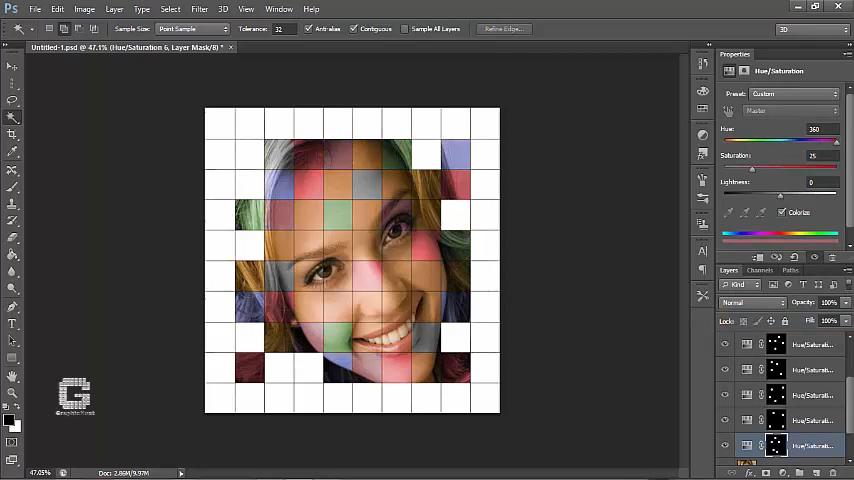 Ps File Edit Image Layer Type Select Filter 3D View Window Help
Sample Size: Point Sample Tolerance: 32 Anti-alias Contiguous Sample All Layers Refine Edge... 3D
Untitled-1.psd @ 47.1% (Hue/Saturation 6, Layer Mask/8) * ×
Properties
Hue/Saturation
Preset: Custom
Master
Hue: 360
Saturation: 25
Lightness: 0
Colorize
Layers Channels Paths
Kind
Normal Opacity: 100%
Lock: Fill: 100%
Hue/Saturati...
Hue/Saturati...
Hue/Saturati...
Hue/Saturati...
Hue/Saturati...
G
47.05% Doc: 2.86M/9.97M